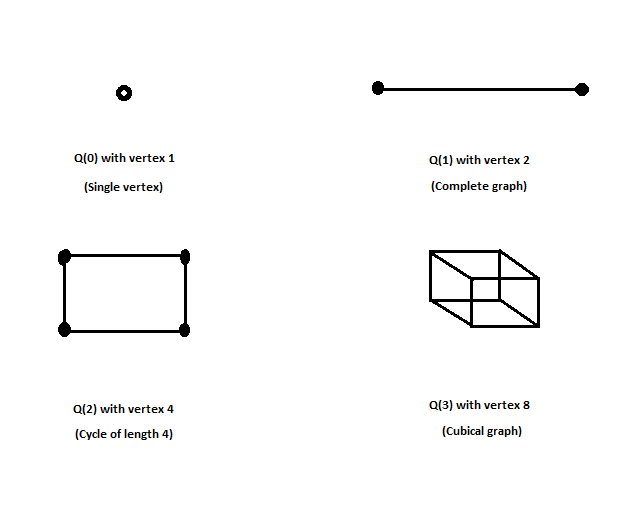 Q(0) with vertex 1
(Single vertex)
Q(1) with vertex 2
(Complete graph)
Q(2) with vertex 4
(Cycle of length 4)
Q(3) with vertex 8
(Cubical graph)